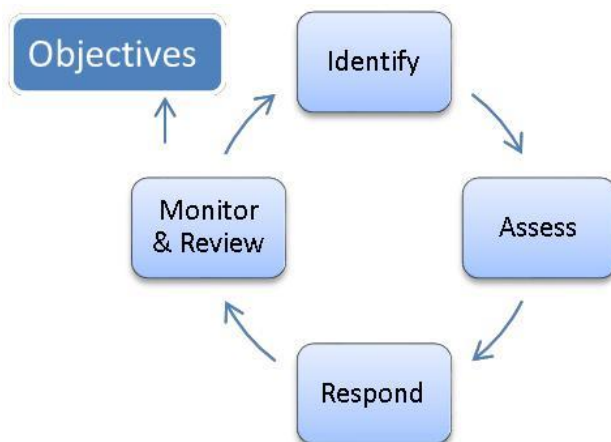 Objectives
Identify
Assess
Respond
Monitor
& Review